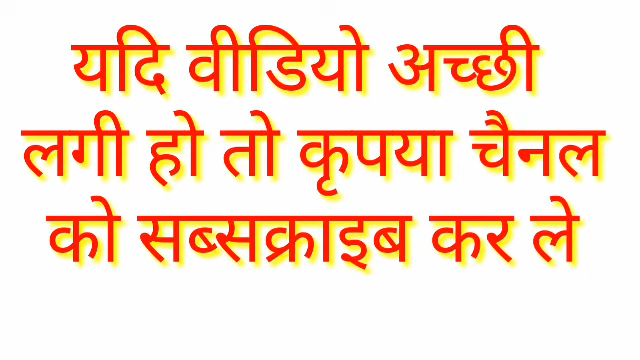 यदि वीडियो अच्छी
लगी हो तो कृपया चैनल
को सब्सक्राइब कर ले